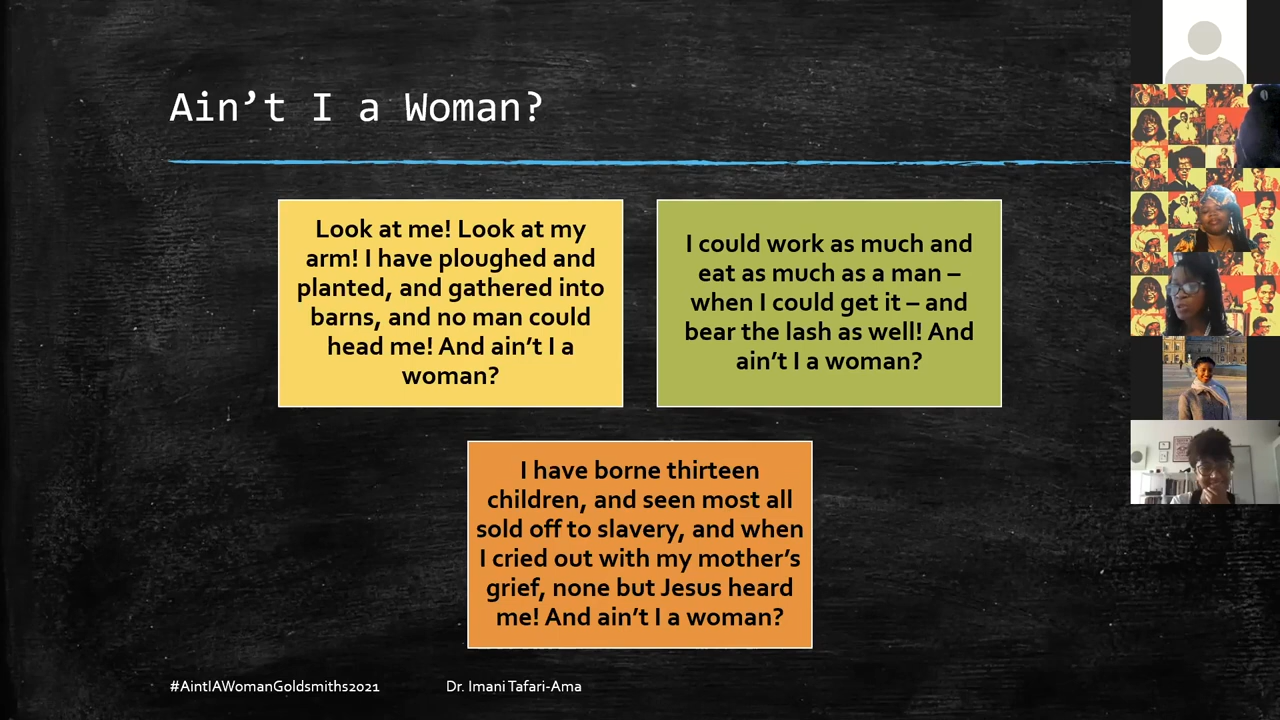 Ain’t I a Woman?
Look at me! Look at my
arm! I have ploughed and
planted, and gathered into
barns, and no man could
head me! And ain’t I a
woman?
I could work as much and
eat as much as a man –
when I could get it – and
bear the lash as well! And
ain’t I a woman?
I have borne thirteen
children, and seen most all
sold off to slavery, and when
I cried out with my mother’s
grief, none but Jesus heard
me! And ain’t I a woman?
#AintIAWomanGoldsmiths2021
Dr. Imani Tafari-Ama